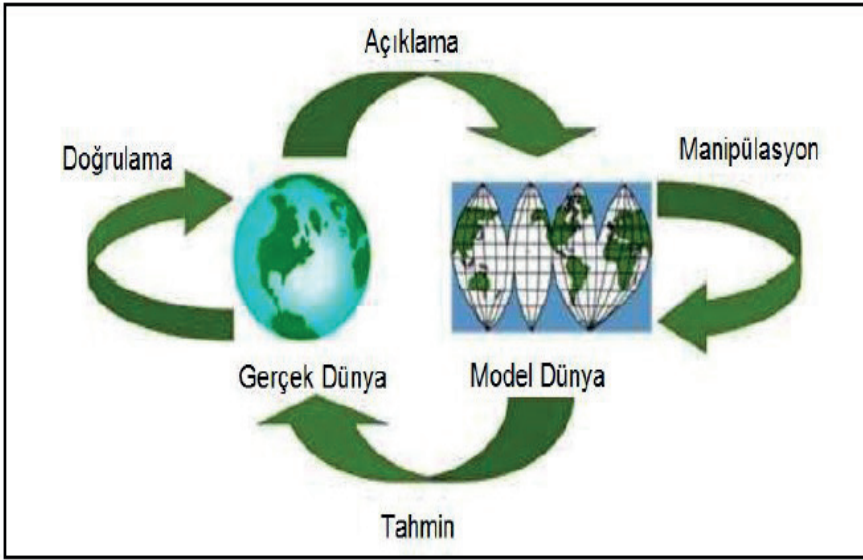 Açıklama
Doğrulama
Manipülasyon
Gerçek Dünya
Model Dünya
Tahmin